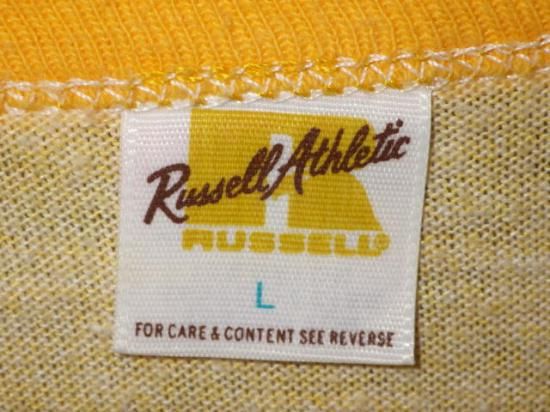 Russell Athletic
RUSSELL®
L
FOR CARE & CONTENT SEE REVERSE